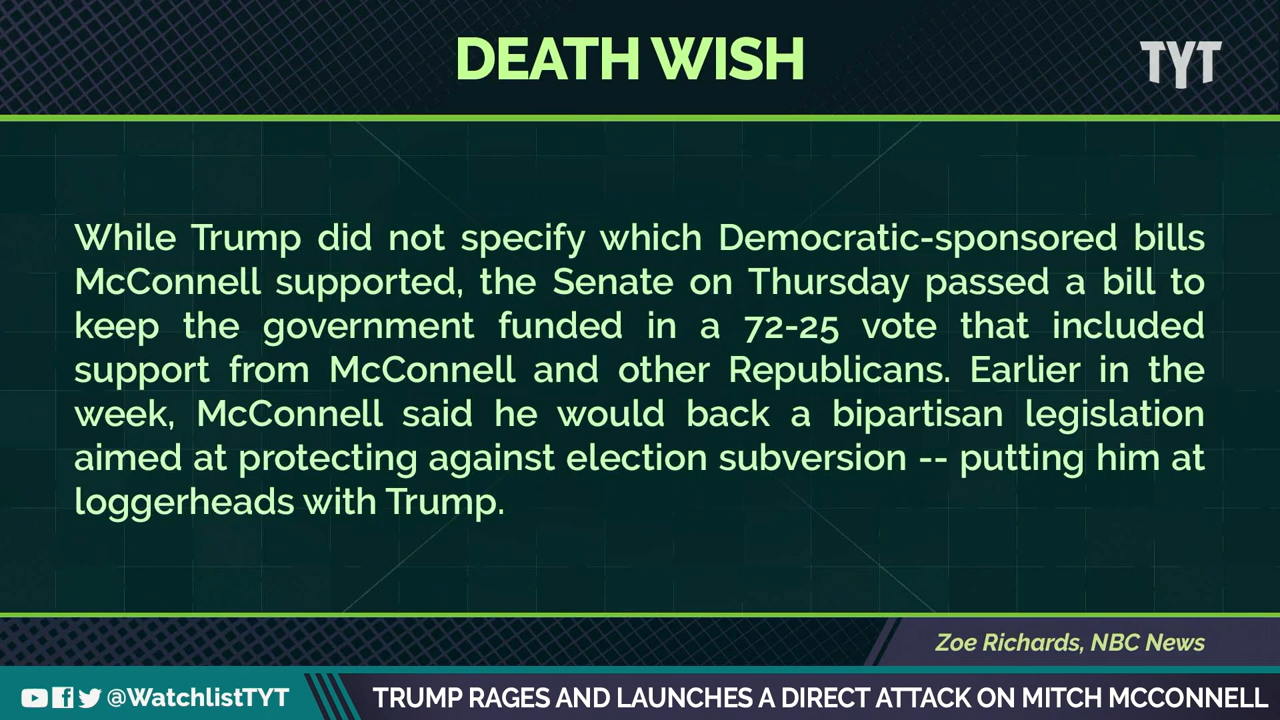 DEATH WISH
TYT
While Trump did not specify which Democratic-sponsored bills
McConnell supported, the Senate on Thursday passed a bill to
keep the government funded in a 72-25 vote that included
support from McConnell and other Republicans. Earlier in the
week, McConnell said he would back a bipartisan legislation
aimed at protecting against election subversion -- putting him at
loggerheads with Trump.
Zoe Richards, NBC News
@WatchlistTYT
TRUMP RAGES AND LAUNCHES A DIRECT ATTACK ON MITCH MCCONNELL